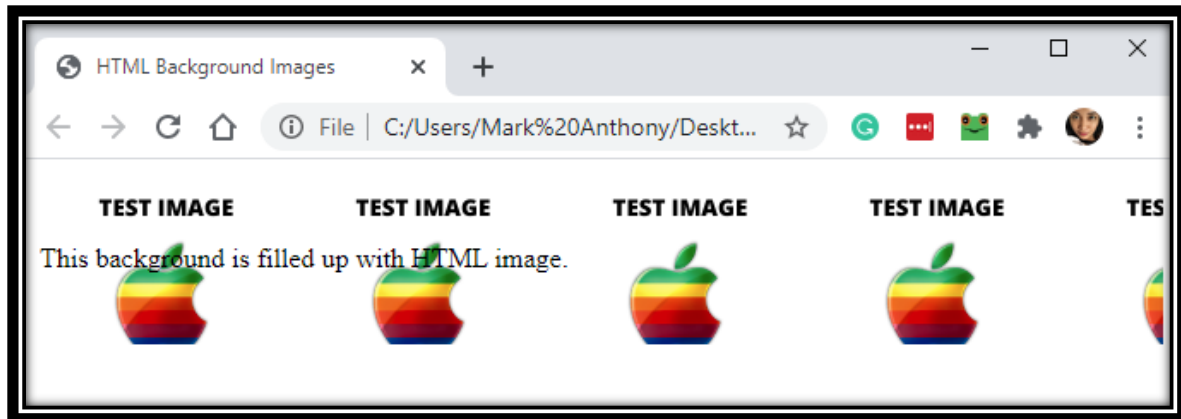 HTML Background Images
File | C:/Users/Mark%20Anthony/Deskt...
TEST IMAGE TEST IMAGE TEST IMAGE TEST IMAGE TES
This background is filled up with HTML image.